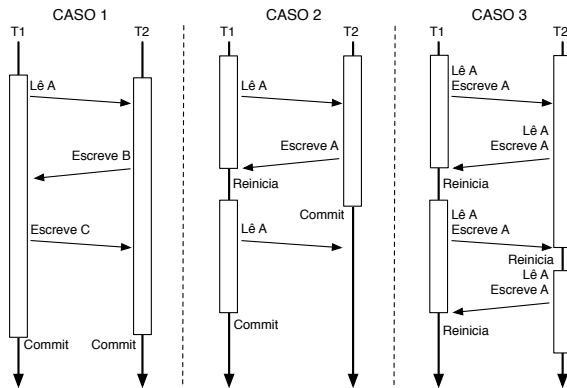 CASO 1
T1
T2
Lê A
Escreve B
Escreve C
Commit
Commit
CASO 2
T1
T2
Lê A
Escreve A
Reinicia
Commit
Lê A
Commit
CASO 3
T1
T2
Lê A
Escreve A
Lê A
Escreve A
Reinicia
Lê A
Escreve A
Reinicia
Lê A
Escreve A
Reinicia